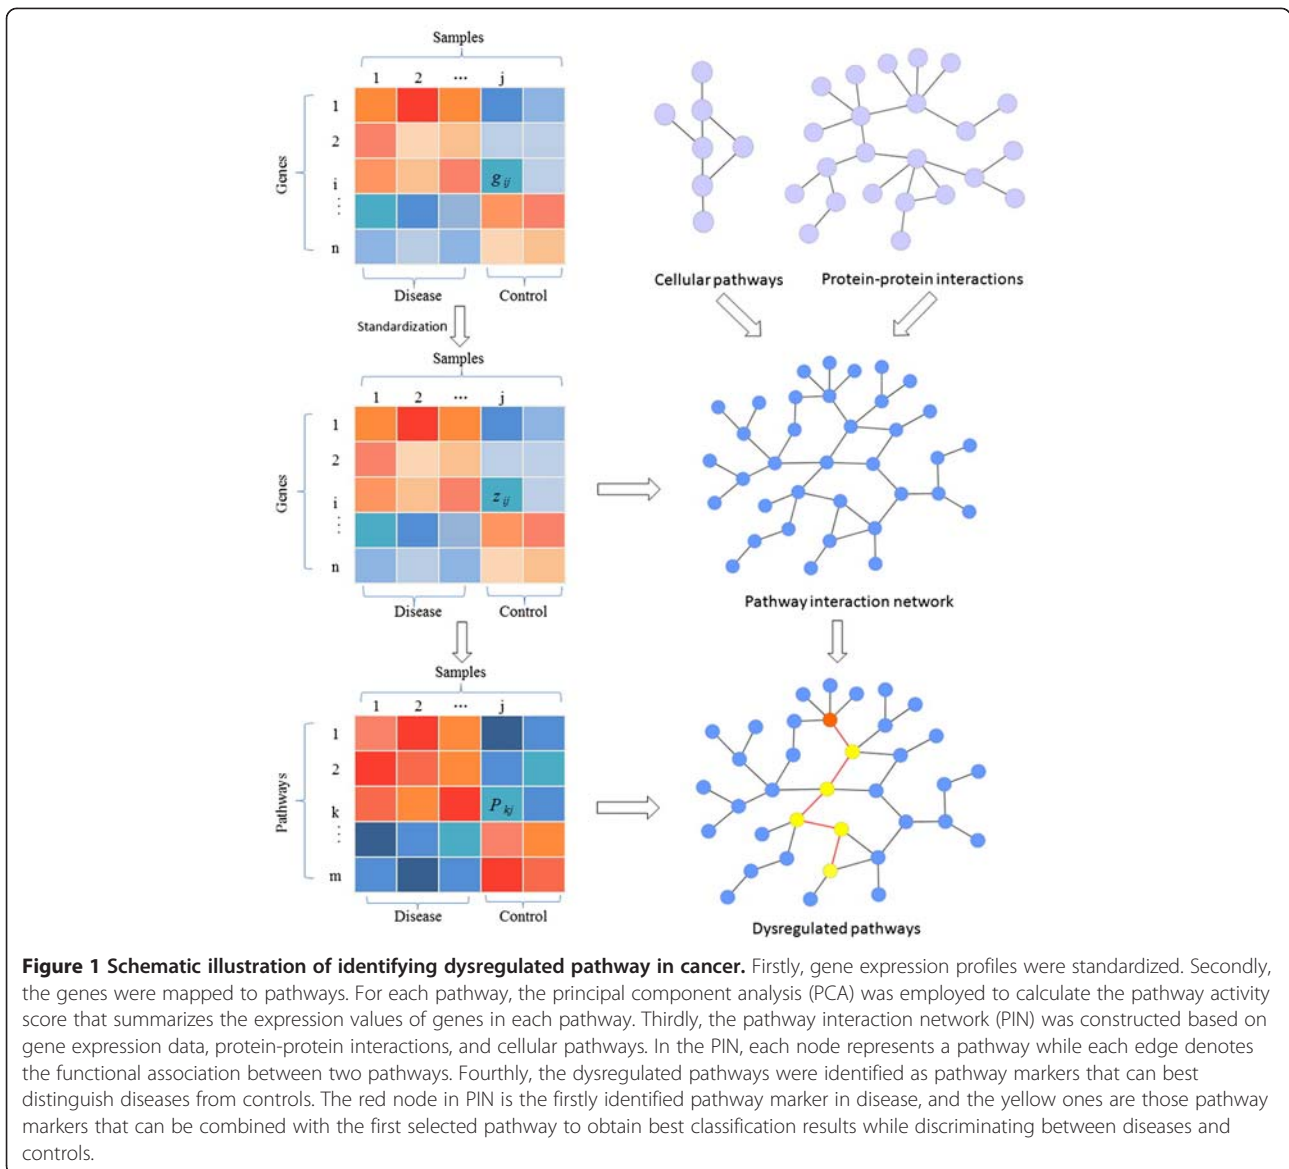 Samples
1 2 ... j
Genes
1
2
i
⋮
n
g ij
Disease Control
Cellular pathways
Protein-protein interactions
Standardization
Samples
1 2 ... j
Genes
1
2
i
⋮
n
z ij
Disease Control
Pathway interaction network
Samples
1 2 ... j
Pathways
1
2
k
⋮
m
P kj
Disease Control
Dysregulated pathways
Figure 1 Schematic illustration of identifying dysregulated pathway in cancer. Firstly, gene expression profiles were standardized. Secondly,
the genes were mapped to pathways. For each pathway, the principal component analysis (PCA) was employed to calculate the pathway activity
score that summarizes the expression values of genes in each pathway. Thirdly, the pathway interaction network (PIN) was constructed based on
gene expression data, protein-protein interactions, and cellular pathways. In the PIN, each node represents a pathway while each edge denotes
the functional association between two pathways. Fourthly, the dysregulated pathways were identified as pathway markers that can best
distinguish diseases from controls. The red node in PIN is the firstly identified pathway marker in disease, and the yellow ones are those pathway
markers that can be combined with the first selected pathway to obtain best classification results while discriminating between diseases and
controls.